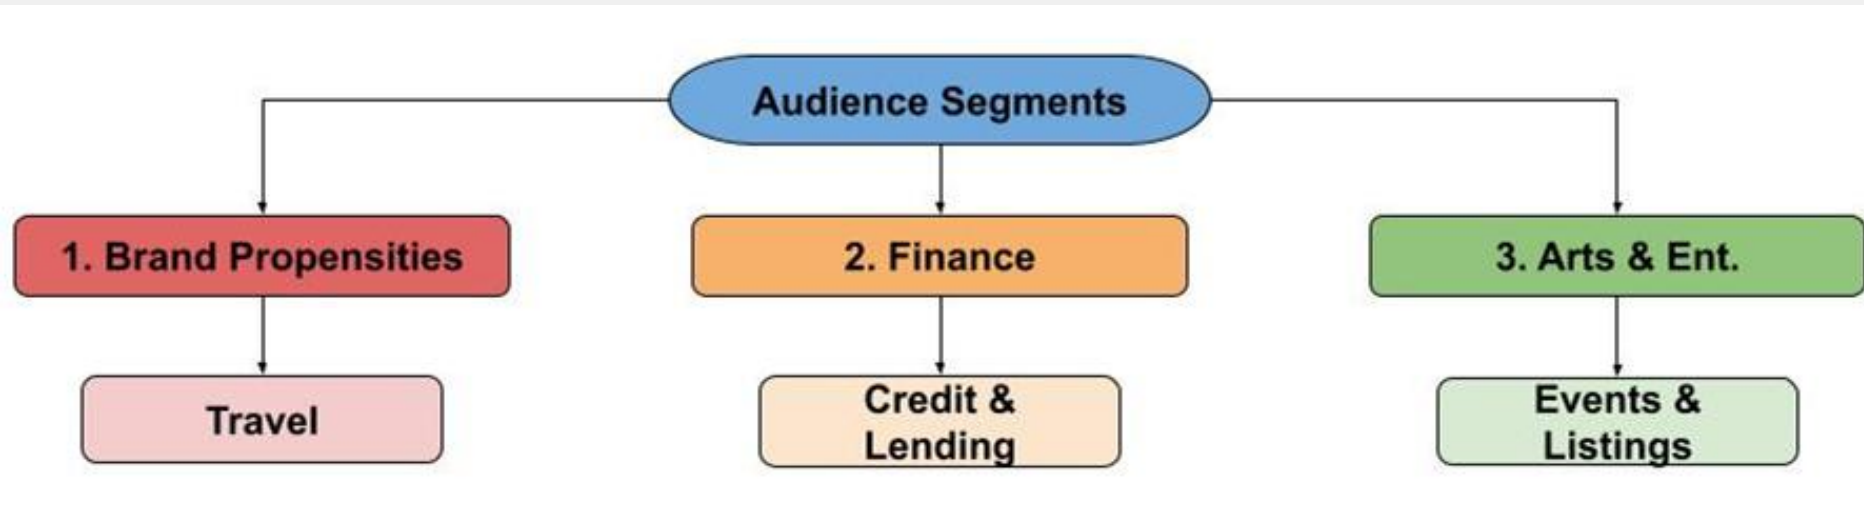 Audience Segments
1. Brand Propensities
2. Finance
3. Arts & Ent.
Travel
Credit &
Lending
Events &
Listings